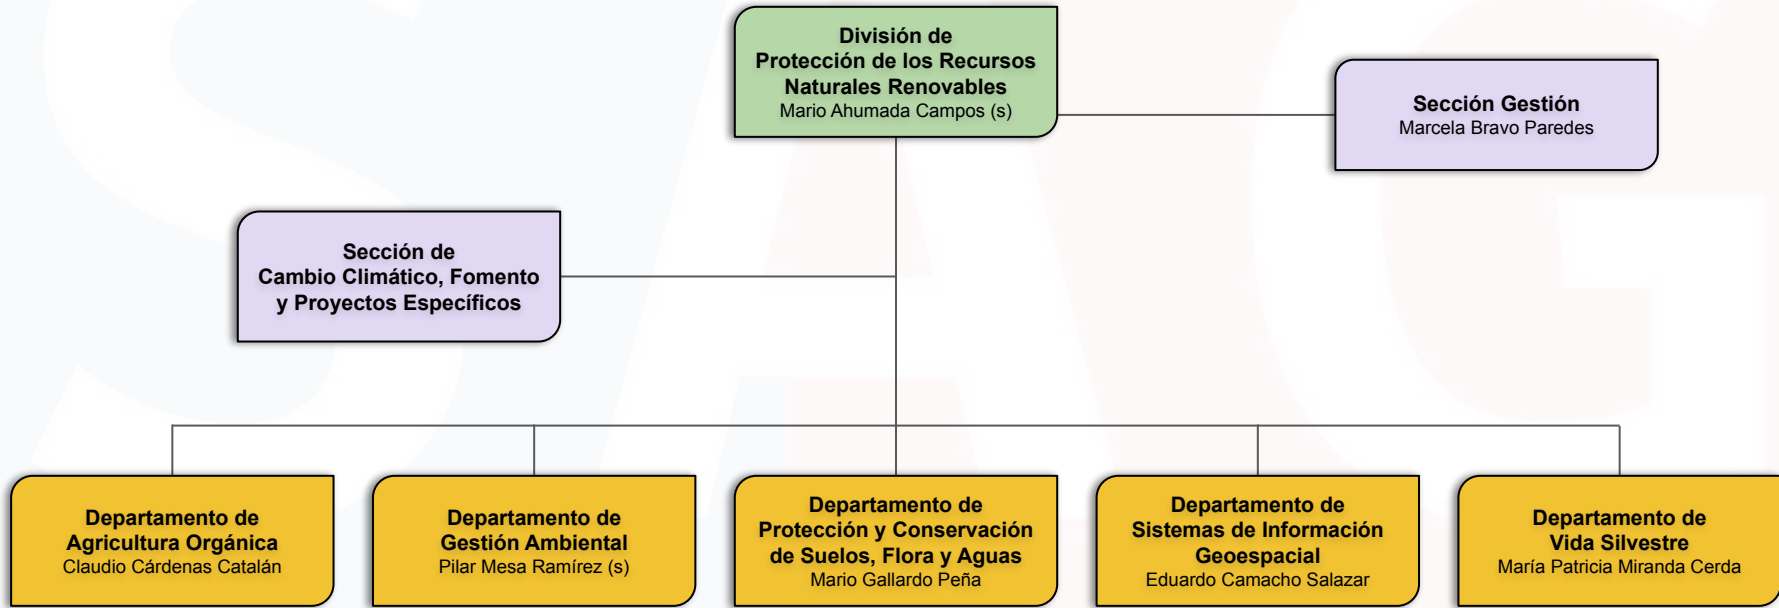 División de
Protección de los Recursos
Naturales Renovables
Mario Ahumada Campos (s)
Sección Gestión
Marcela Bravo Paredes
Sección de
Cambio Climático, Fomento
y Proyectos Específicos
Departamento de
Agricultura Orgánica
Claudio Cárdenas Catalán
Departamento de
Gestión Ambiental
Pilar Mesa Ramírez (s)
Departamento de
Protección y Conservación
de Suelos, Flora y Aguas
Mario Gallardo Peña
Departamento de
Sistemas de Información
Geoespacial
Eduardo Camacho Salazar
Departamento de
Vida Silvestre
María Patricia Miranda Cerda
SAG